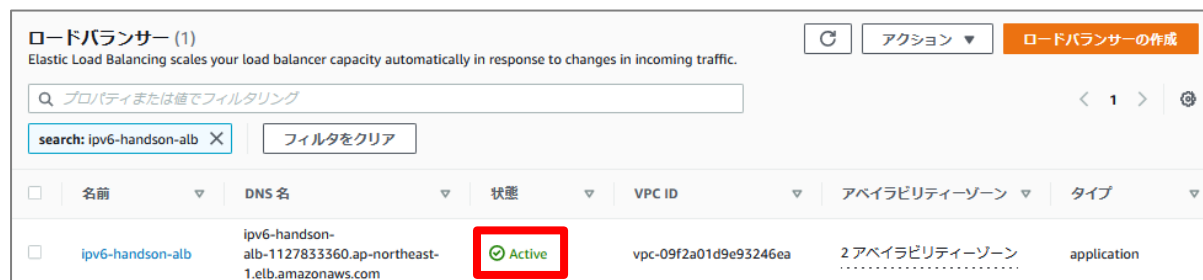 ロードバランサー (1)
アクション ▼
ロードバランサーの作成
Elastic Load Balancing scales your load balancer capacity automatically in response to changes in incoming traffic.
プロパティまたは値でフィルタリング
1
search: ipv6-handson-alb
フィルタをクリア
名前
DNS 名
状態
VPC ID
アベイラビリティーゾーン
タイプ
ipv6-handson-alb
ipv6-handson-
alb-1127833360.ap-northeast-
1.elb.amazonaws.com
Active
vpc-09f2a01d9e93246ea
2 アベイラビリティーゾーン
application